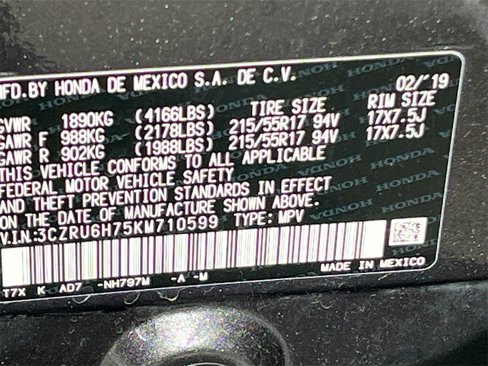 MFD.BY HONDA DE MEXICO S.A. DE C.V. 02/'19
GVWR 1890KG (4166LBS) TIRE SIZE RIM SIZE
GAWR F 988KG (2178LBS) 215/55R17 94V 17X7.5J
GAWR R 902KG (1988LBS) 215/55R17 94V 17X7.5J
THIS VEHICLE CONFORMS TO ALL APPLICABLE
FEDERAL MOTOR VEHICLE SAFETY
AND THEFT PREVENTION STANDARDS IN EFFECT
ON THE DATE OF MANUFACTURE SHOWN ABOVE.
V.I.N:3CZRU6H75KM710599 TYPE: MPV
T7X K AD7 -NH797M -A -M
MADE IN MEXICO